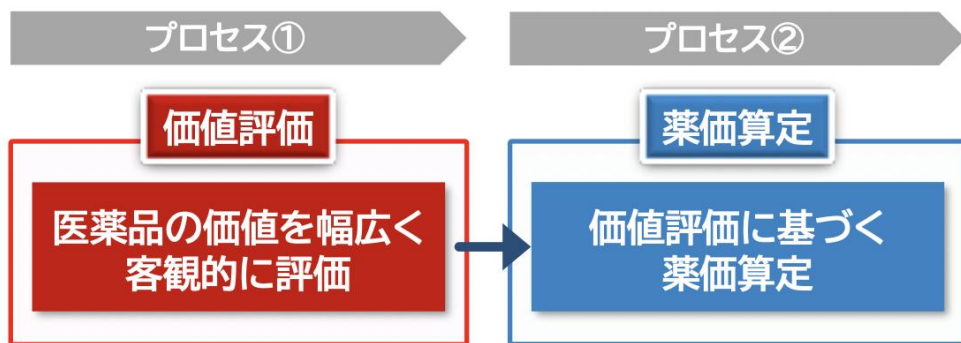 プロセス①
プロセス②
価値評価
薬価算定
医薬品の価値を幅広く
客観的に評価
価値評価に基づく
薬価算定